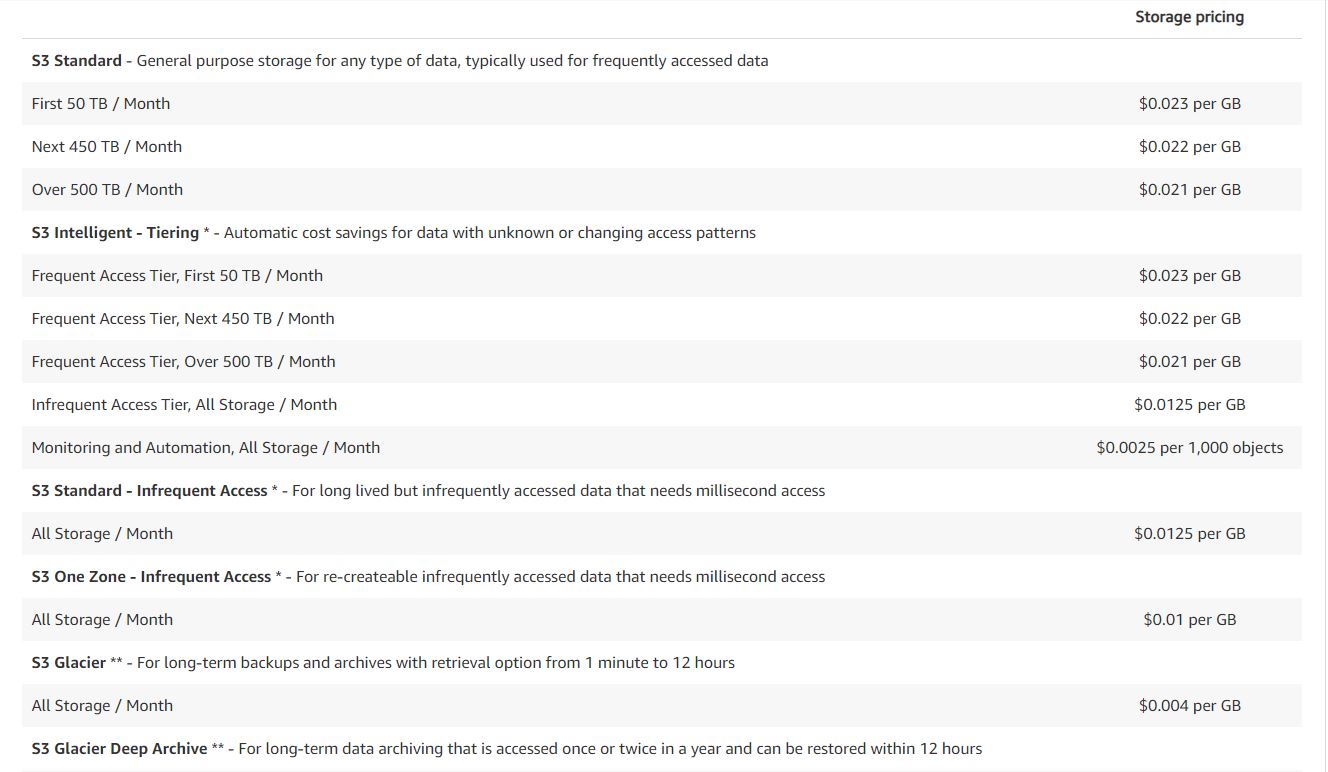 Storage pricing
S3 Standard - General purpose storage for any type of data, typically used for frequently accessed data
First 50 TB / Month $0.023 per GB
Next 450 TB / Month $0.022 per GB
Over 500 TB / Month $0.021 per GB
S3 Intelligent - Tiering * - Automatic cost savings for data with unknown or changing access patterns
Frequent Access Tier, First 50 TB / Month $0.023 per GB
Frequent Access Tier, Next 450 TB / Month $0.022 per GB
Frequent Access Tier, Over 500 TB / Month $0.021 per GB
Infrequent Access Tier, All Storage / Month $0.0125 per GB
Monitoring and Automation, All Storage / Month $0.0025 per 1,000 objects
S3 Standard - Infrequent Access * - For long lived but infrequently accessed data that needs millisecond access
All Storage / Month $0.0125 per GB
S3 One Zone - Infrequent Access * - For re-createable infrequently accessed data that needs millisecond access
All Storage / Month $0.01 per GB
S3 Glacier ** - For long-term backups and archives with retrieval option from 1 minute to 12 hours
All Storage / Month $0.004 per GB
S3 Glacier Deep Archive ** - For long-term data archiving that is accessed once or twice in a year and can be restored within 12 hours